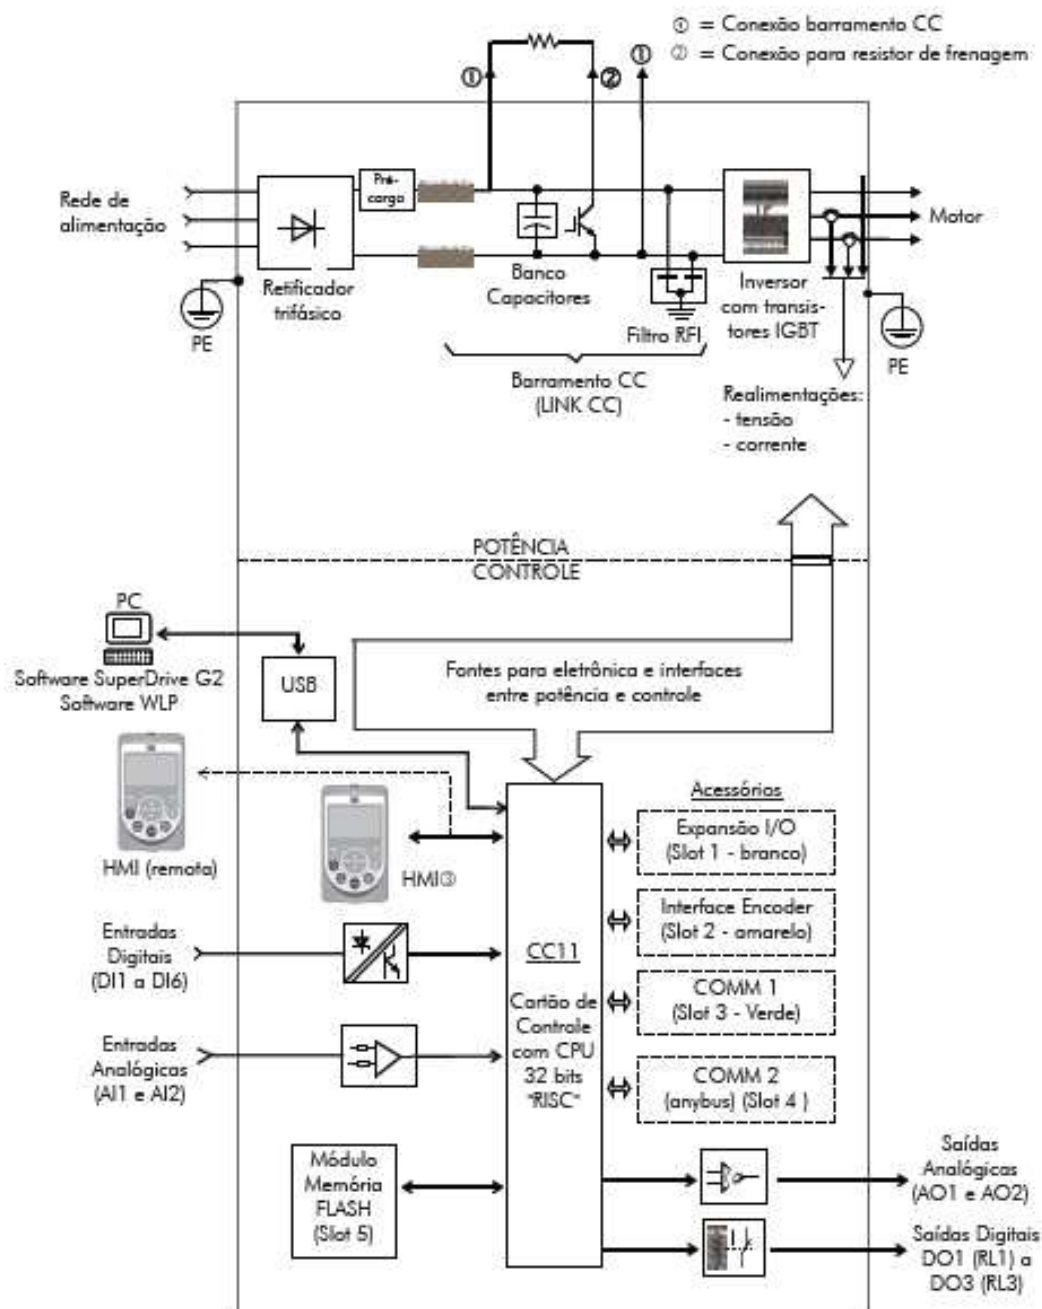 ① = Conexão barramento CC
② = Conexão para resistor de frenagem
①
②
①
Rede de
alimentação
Pré-
carga
Motor
Retificador
trifásico
PE
Banco
Capacitores
Filtro RFI
Inversor
com transis-
tores IGBT
PE
Barramento CC
(LINK CC)
Realimentações:
- tensão
- corrente
POTÊNCIA
CONTROLE
PC
Software SuperDrive G2
Software WLP
USB
Fontes para eletrônica e interfaces
entre potência e controle
HMI (remota)
HMI③
Acessórios
Expansão I/O
(Slot 1 - branco)
Interface Encoder
(Slot 2 - amarelo)
COMM 1
(Slot 3 - Verde)
COMM 2
(anybus) (Slot 4 )
Entradas
Digitais
(DI1 a DI6)
Entradas
Analógicas
(AI1 e AI2)
CC11
Cartão de
Controle
com CPU
32 bits
"RISC"
Módulo
Memória
FLASH
(Slot 5)
Saídas
Analógicas
(AO1 e AO2)
Saídas Digitais
DO1 (RL1) a
DO3 (RL3)